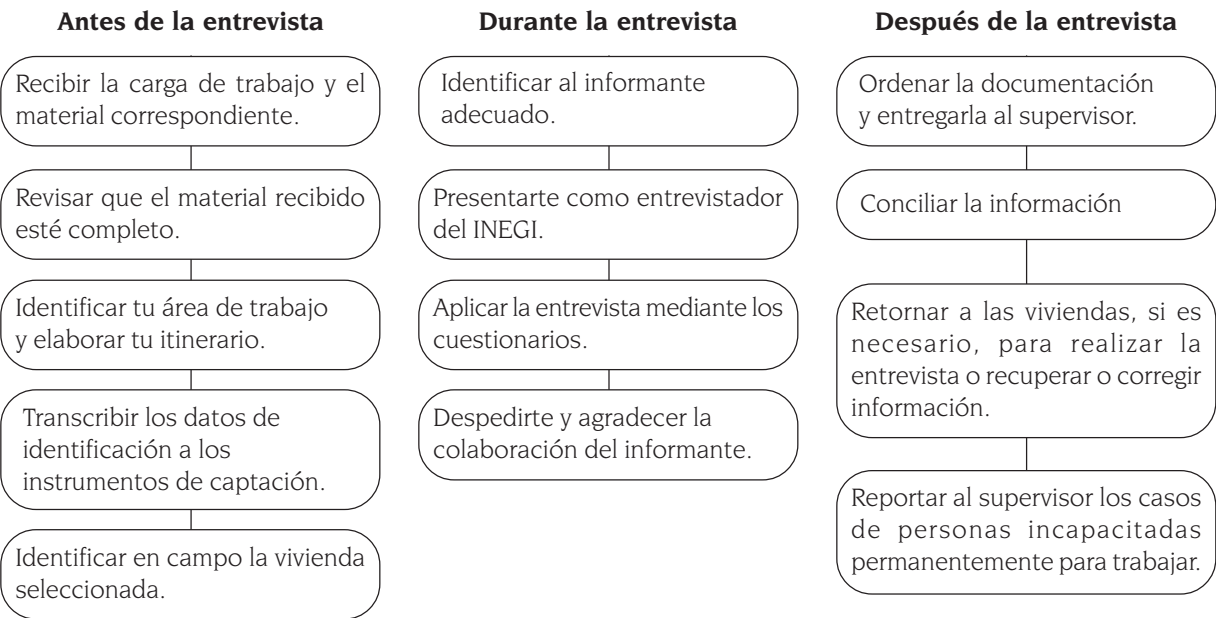 Antes de la entrevista
Recibir la carga de trabajo y el
material correspondiente.
Revisar que el material recibido
esté completo.
Identificar tu área de trabajo
y elaborar tu itinerario.
Transcribir los datos de
identificación a los
instrumentos de captación.
Identificar en campo la vivienda
seleccionada.
Durante la entrevista
Identificar al informante
adecuado.
Presentarte como entrevistador
del INEGI.
Aplicar la entrevista mediante los
cuestionarios.
Despedirte y agradecer la
colaboración del informante.
Después de la entrevista
Ordenar la documentación
y entregarla al supervisor.
Conciliar la información
Retornar a las viviendas, si es
necesario, para realizar la
entrevista o recuperar o corregir
información.
Reportar al supervisor los casos
de personas incapacitadas
permanentemente para trabajar.